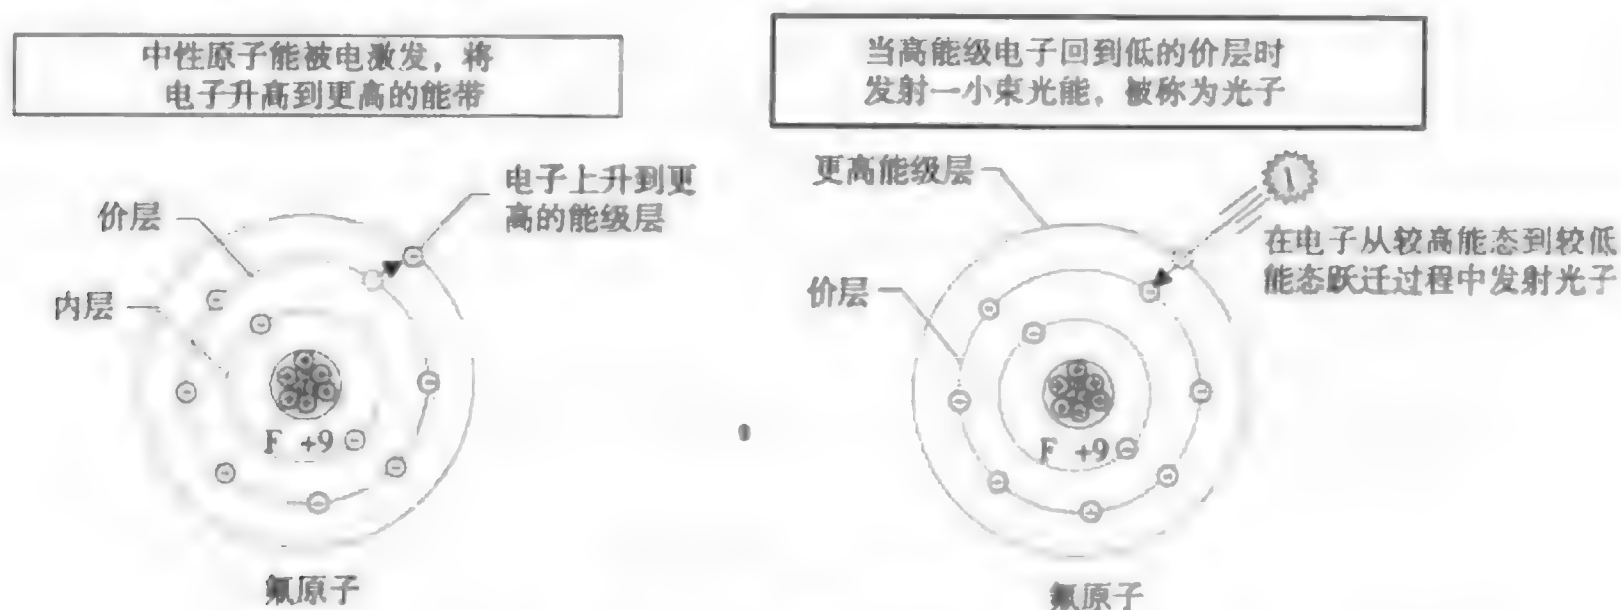 中性原子能被电激发，将
电子升高到更高的能带
价层
内层
电子上升到更
高的能级层
F +9
氟原子
当高能级电子回到低的价层时
发射一小束光能，被称为光子
更高能级层
价层
在电子从较高能态到较低
能态跃迁过程中发射光子
F +9
氟原子